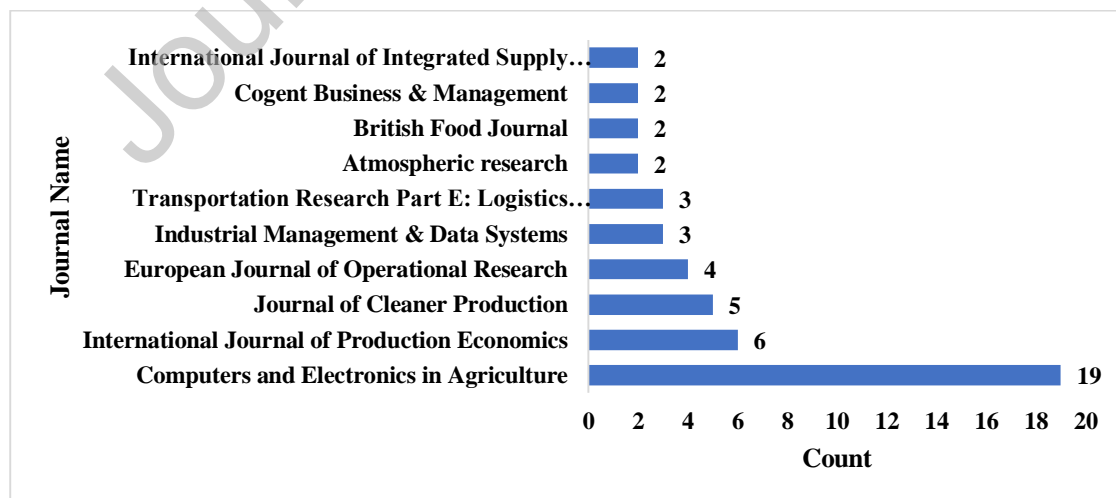 Jour
Journal Name
International Journal of Integrated Supply… 2
Cogent Business & Management 2
British Food Journal 2
Atmospheric research 2
Transportation Research Part E: Logistics… 3
Industrial Management & Data Systems 3
European Journal of Operational Research 4
Journal of Cleaner Production 5
International Journal of Production Economics 6
Computers and Electronics in Agriculture 19
0 2 4 6 8 10 12 14 16 18 20
Count